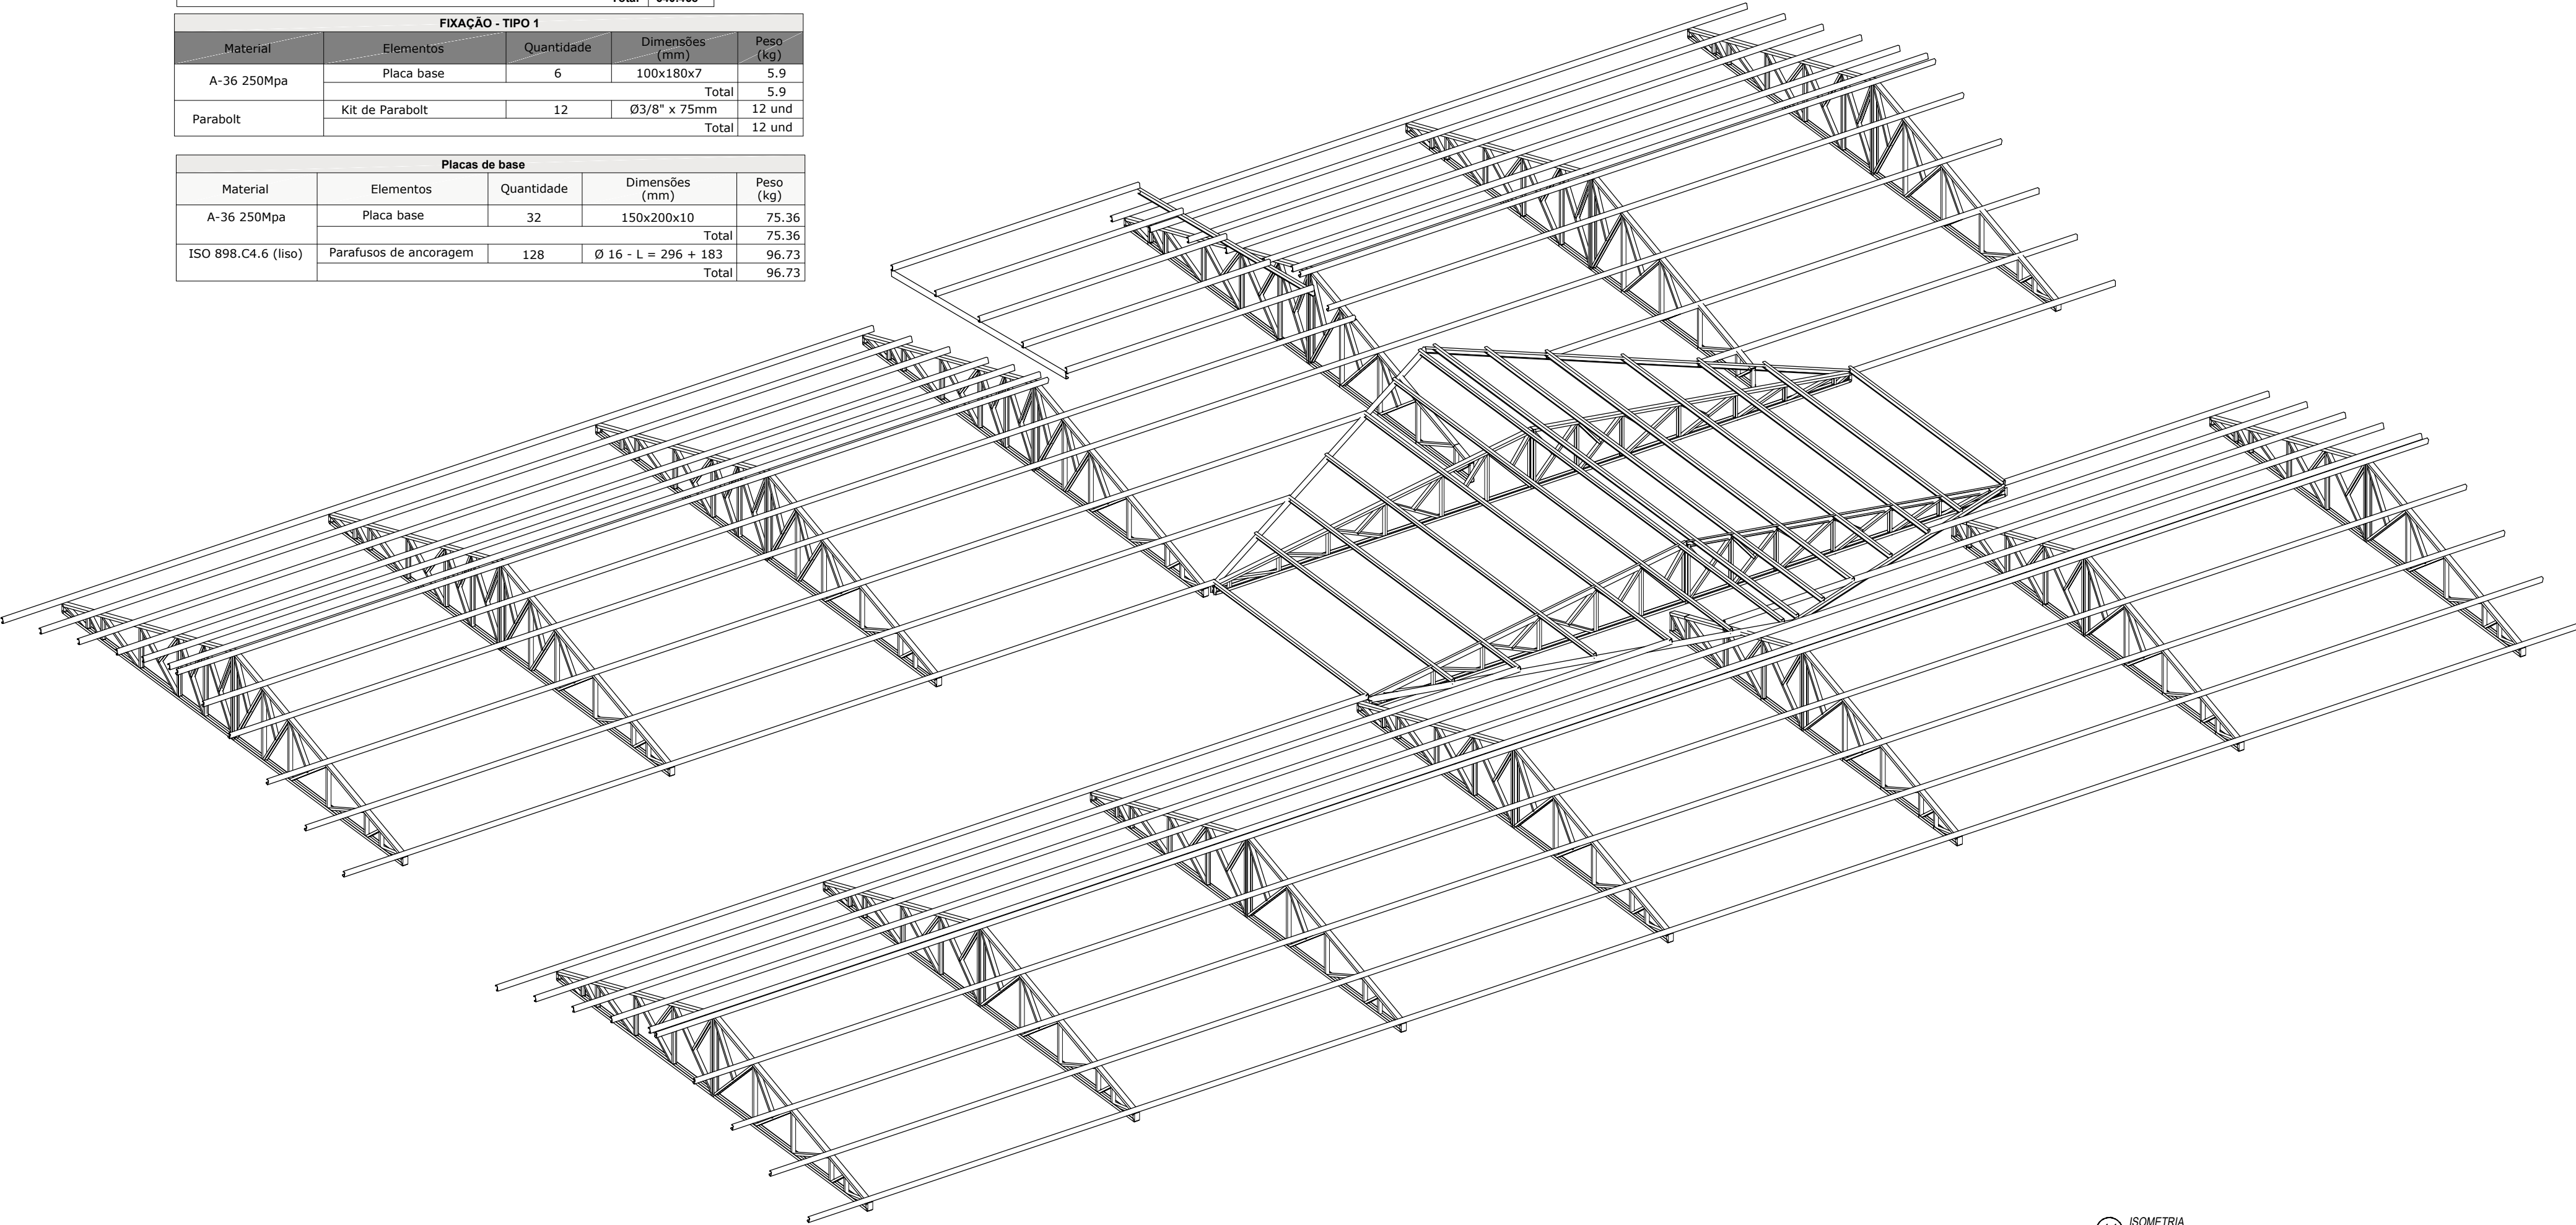 FIXAÇÃO - TIPO 1
Material Elementos Quantidade Dimensões (mm) Peso (kg)
A-36 250Mpa Placa base 6 100x180x7 5.9
Total 5.9
Parabolt Kit de Parabolt 12 Ø3/8" x 75mm 12 und
Total 12 und
Placas de base
Material Elementos Quantidade Dimensões (mm) Peso (kg)
A-36 250Mpa Placa base 32 150x200x10 75.36
Total 75.36
ISO 898.C4.6 (liso) Parafusos de ancoragem 128 Ø 16 - L = 296 + 183 96.73
Total 96.73
ISOMETRIA